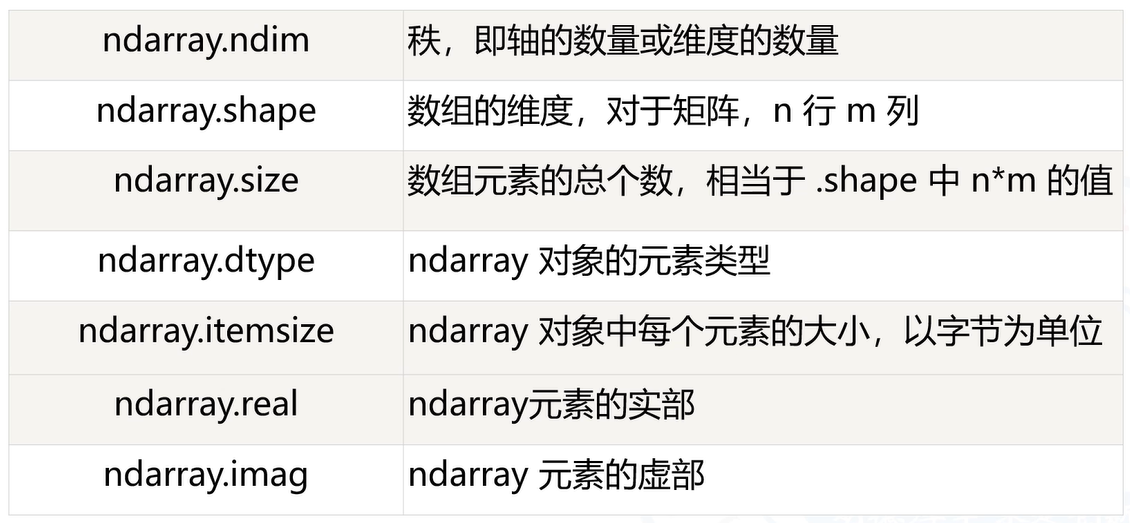 ndarray.ndim 秩，即轴的数量或维度的数量
ndarray.shape 数组的维度，对于矩阵，n 行 m 列
ndarray.size 数组元素的总个数，相当于 .shape 中 n*m 的值
ndarray.dtype ndarray 对象的元素类型
ndarray.itemsize ndarray 对象中每个元素的大小，以字节为单位
ndarray.real ndarray元素的实部
ndarray.imag ndarray 元素的虚部